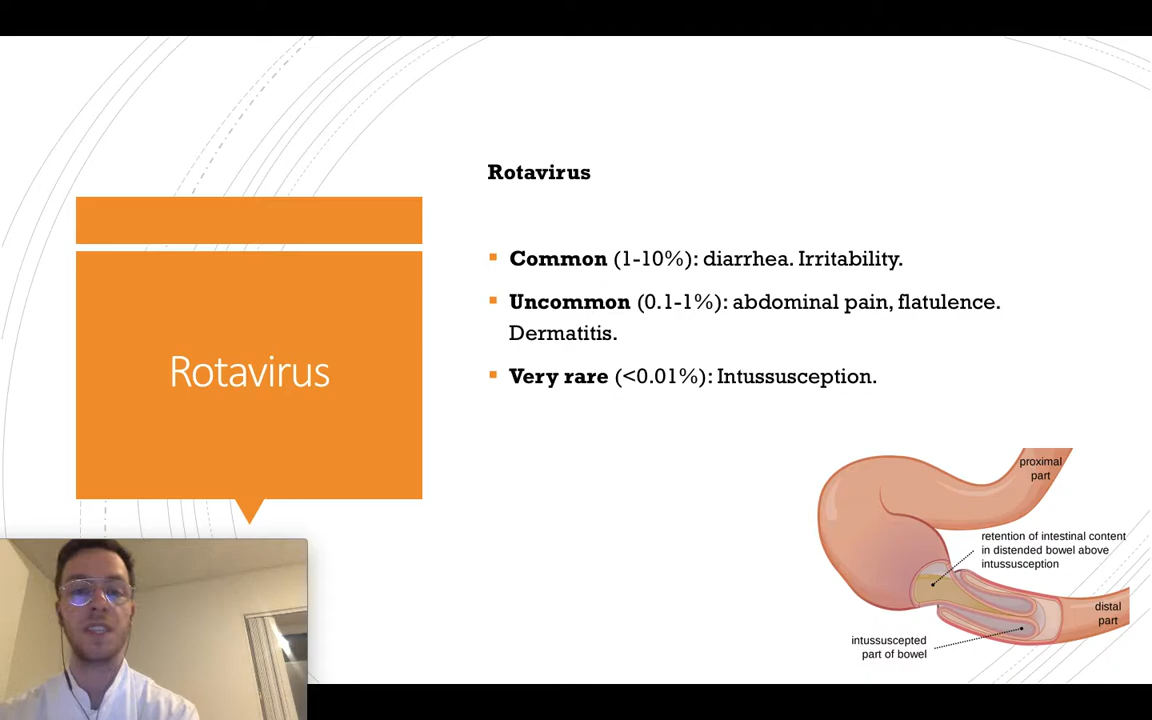 Rotavirus
Rotavirus
Common (1-10%): diarrhea. Irritability.
Uncommon (0.1-1%): abdominal pain, flatulence.
Dermatitis.
Very rare (<0.01%): Intussusception.
proximal
part
retention of intestinal content
in distended bowel above
intussusception
distal
part
intussuscepted
part of bowel